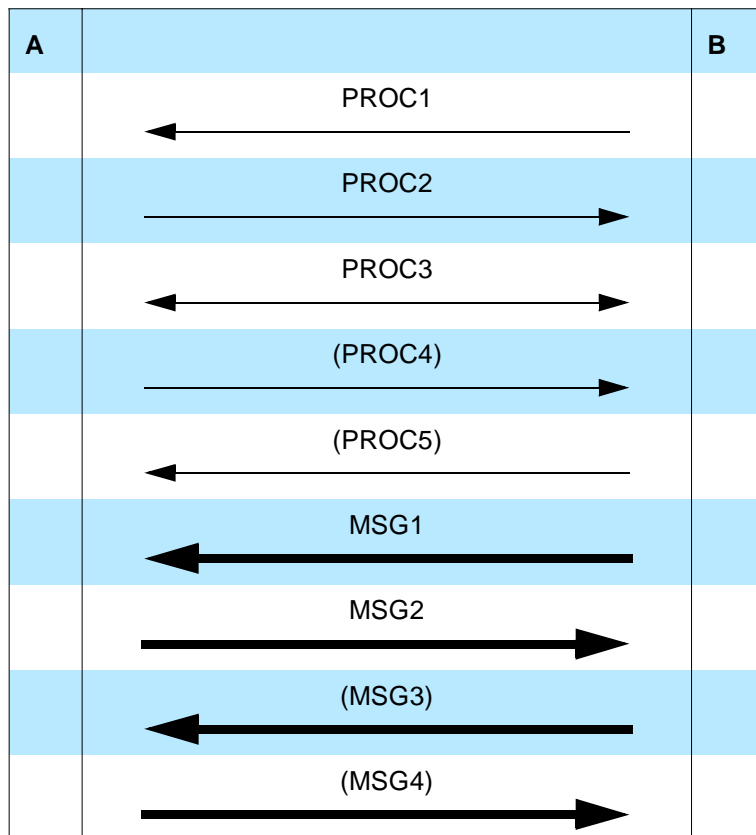 A B
PROC1
PROC2
PROC3
(PROC4)
(PROC5)
MSG1
MSG2
(MSG3)
(MSG4)